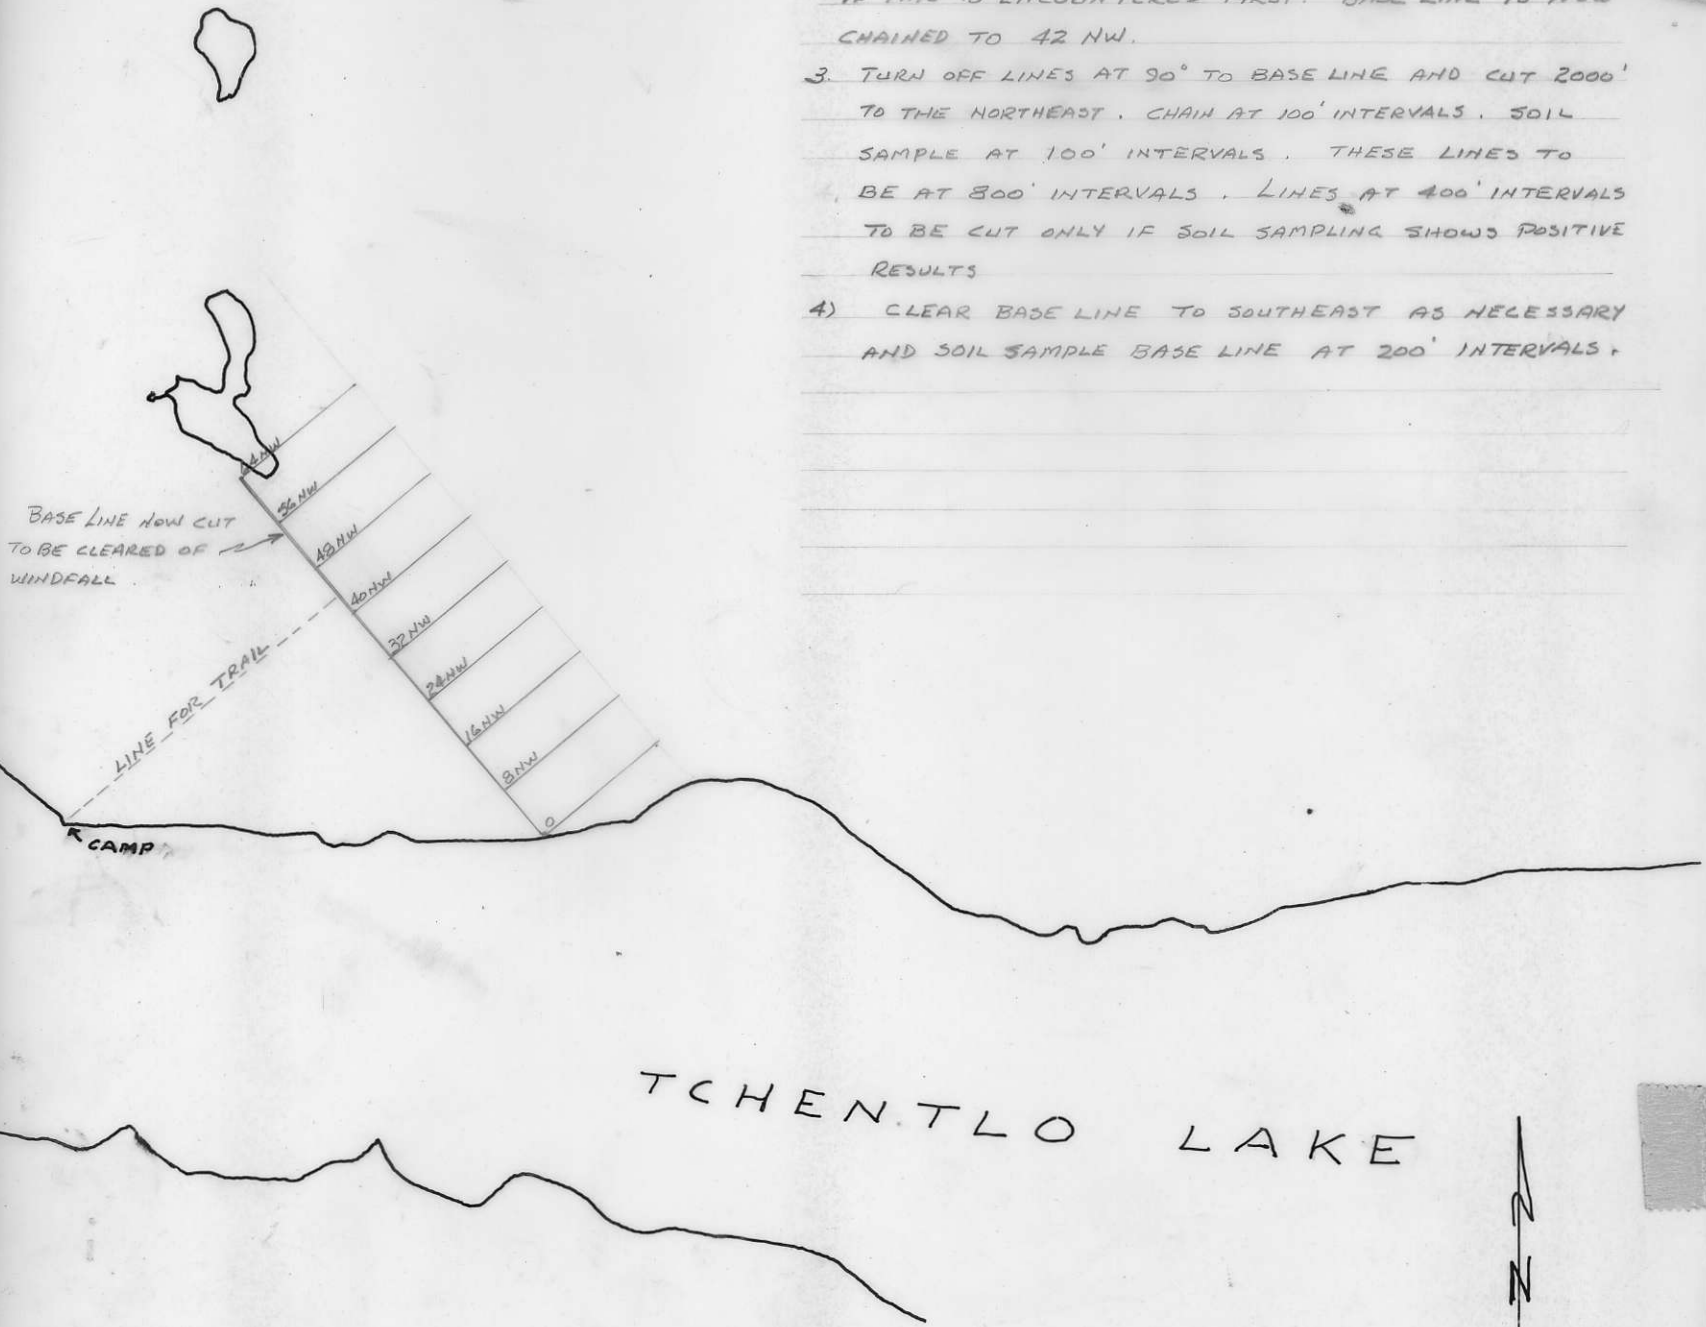 CHAINED TO 42 NW.
3. TURN OFF LINES AT 90° TO BASE LINE AND CUT 2000'
TO THE NORTHEAST. CHAIN AT 100' INTERVALS. SOIL
SAMPLE AT 100' INTERVALS. THESE LINES TO
BE AT 800' INTERVALS. LINES AT 400' INTERVALS
TO BE CUT ONLY IF SOIL SAMPLING SHOWS POSITIVE
RESULTS
4) CLEAR BASE LINE TO SOUTHEAST AS NECESSARY
AND SOIL SAMPLE BASE LINE AT 200' INTERVALS.
64NW
56NW
BASE LINE NOW CUT
TO BE CLEARED OF
WINDFALL.
48NW
40NW
32NW
24NW
16NW
8NW
0
LINE FOR TRAIL
CAMP
TCHENTLO LAKE
N